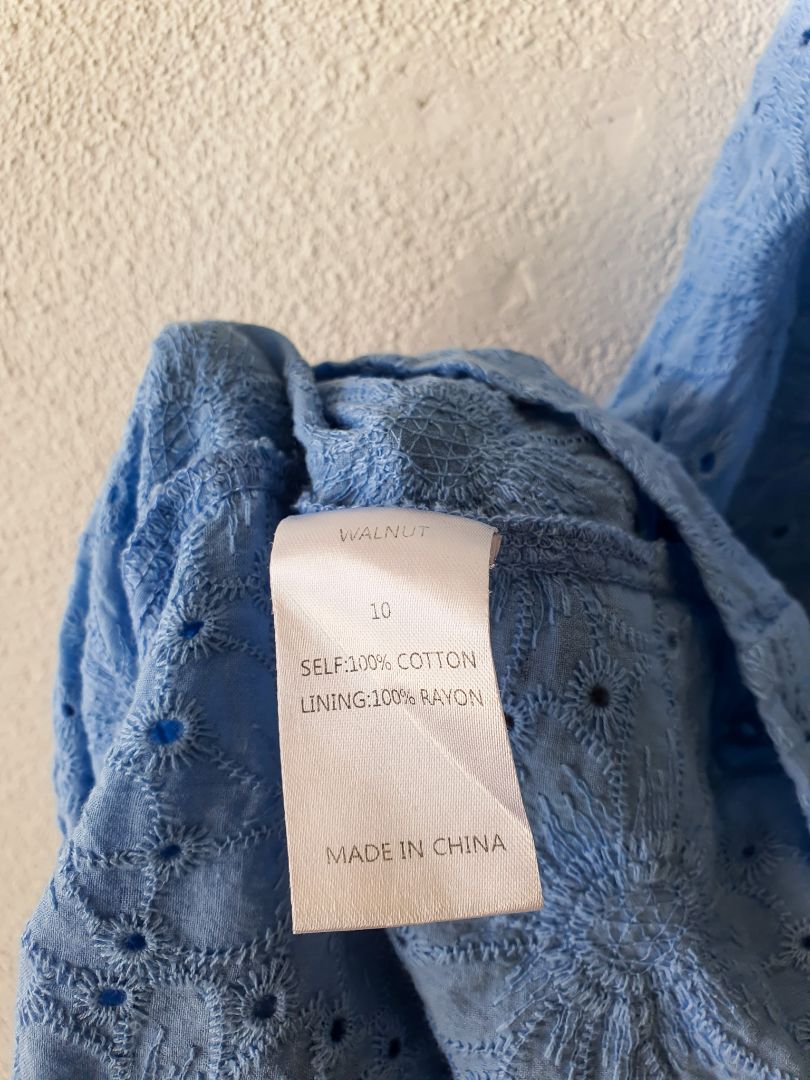 WALNUT
10
SELF:100% COTTON
LINING:100% RAYON
MADE IN CHINA